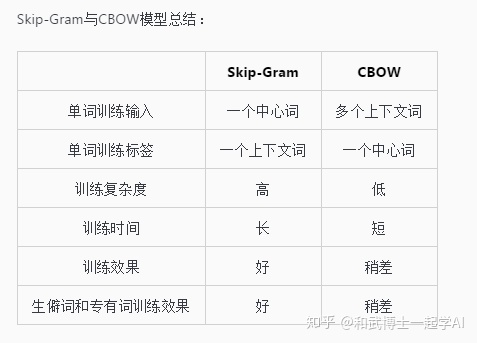 Skip-Gram与CBOW模型总结：
Skip-Gram CBOW
单词训练输入 一个中心词 多个上下文词
单词训练标签 一个上下文词 一个中心词
训练复杂度 高 低
训练时间 长 短
训练效果 好 稍差
生僻词和专有词训练效果 好 稍差
知乎 @和武博士一起学AI